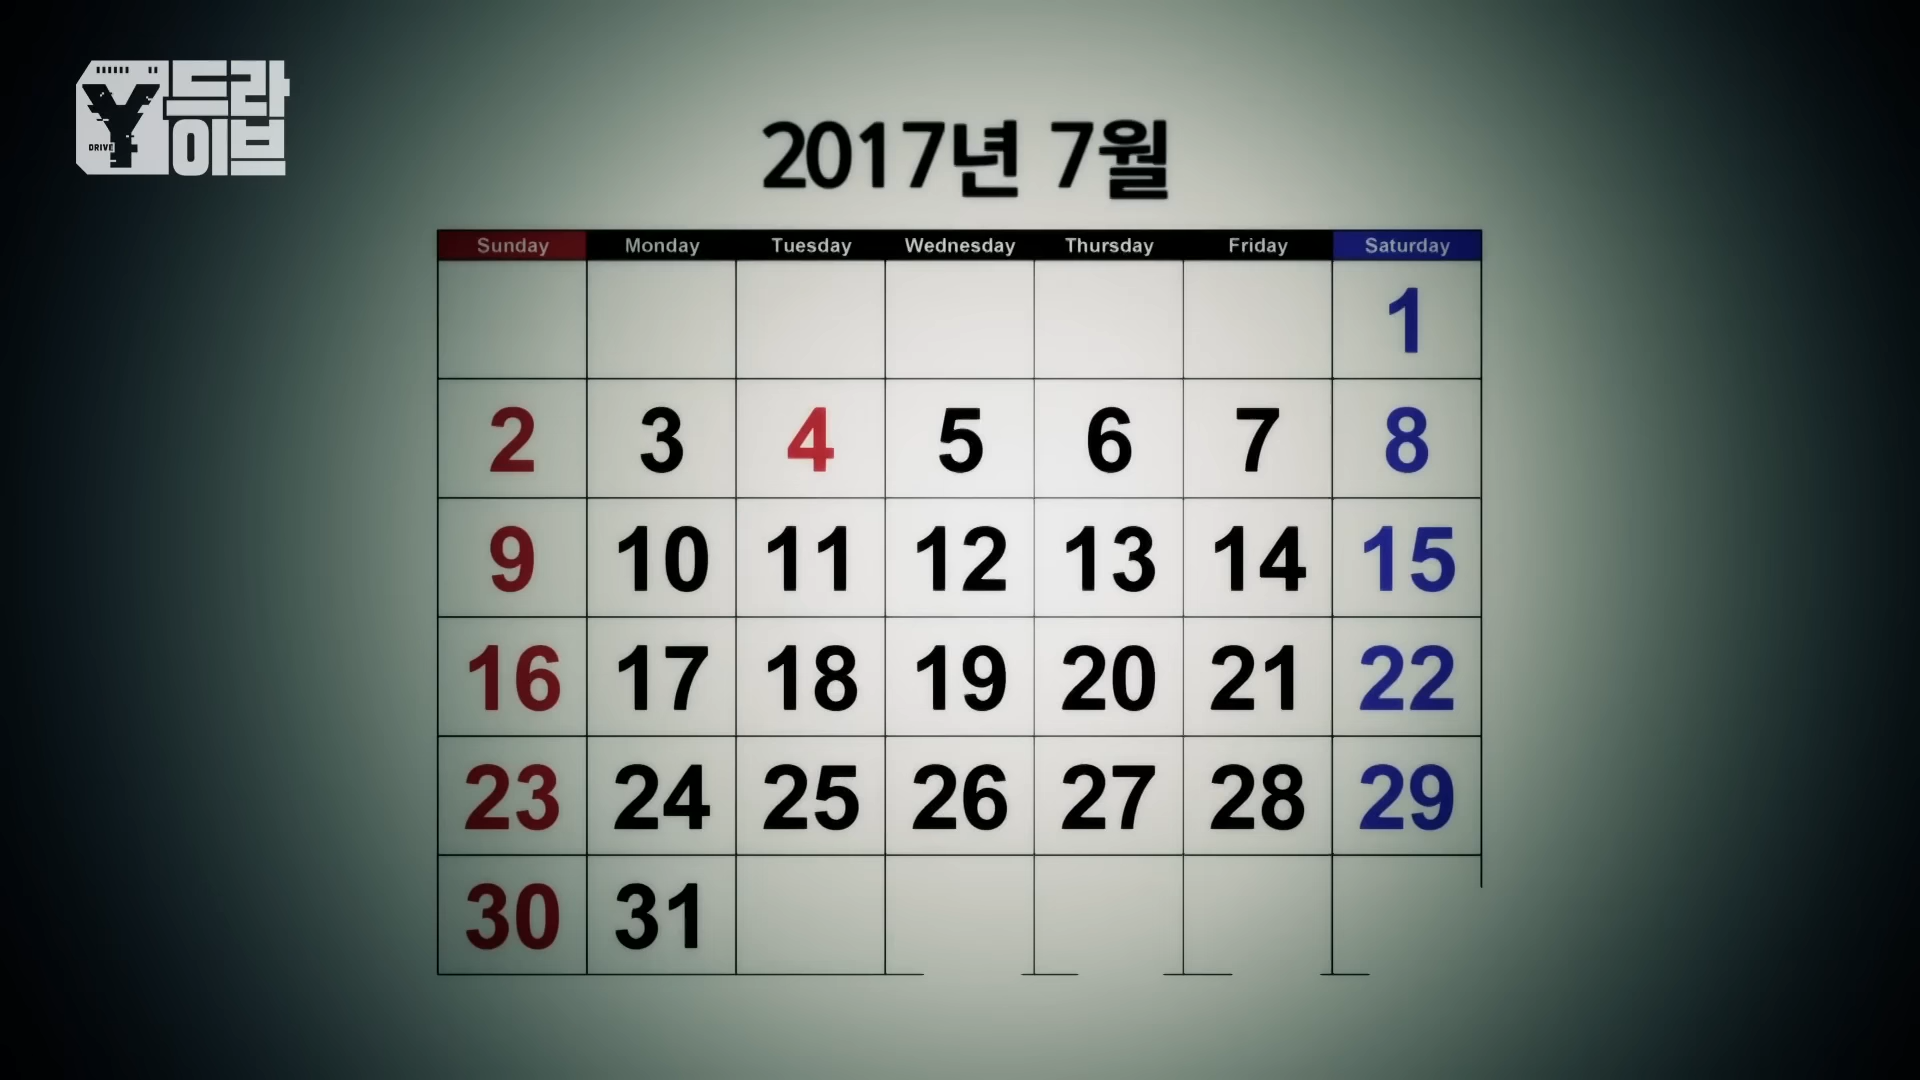 Y드라이브
DRIVE
2017년 7월
Sunday Monday Tuesday Wednesday Thursday Friday Saturday
1
2 3 4 5 6 7 8
9 10 11 12 13 14 15
16 17 18 19 20 21 22
23 24 25 26 27 28 29
30 31